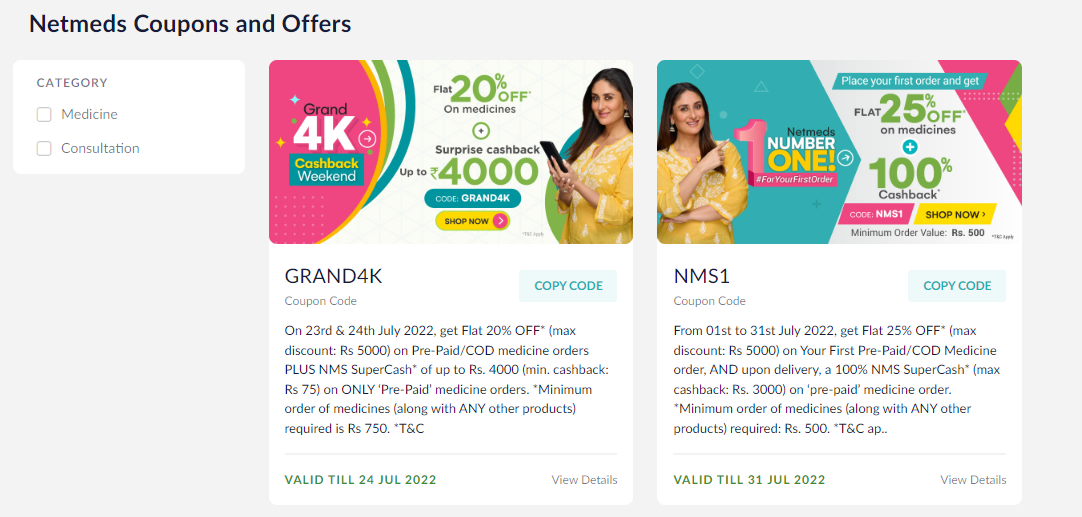 Netmeds Coupons and Offers
CATEGORY
Medicine
Consultation
Grand
4K
Cashback
Weekend
Flat 20% OFF*
On medicines
+
Surprise cashback
Up to ₹4000
CODE: GRAND4K
SHOP NOW >
*T&C Apply
GRAND4K
Coupon Code
COPY CODE
On 23rd & 24th July 2022, get Flat 20% OFF* (max
discount: Rs 5000) on Pre-Paid/COD medicine orders
PLUS NMS SuperCash* of up to Rs. 4000 (min. cashback:
Rs 75) on ONLY ‘Pre-Paid’ medicine orders. *Minimum
order of medicines (along with ANY other products)
required is Rs 750. *T&C
VALID TILL 24 JUL 2022
View Details
Netmeds
1 NUMBER
ONE!
#ForYourFirstOrder
Place your first order and get
FLAT 25% OFF*
on medicines
+
100%
Cashback*
CODE: NMS1
SHOP NOW >
Minimum Order Value: Rs. 500
*T&C Apply
NMS1
Coupon Code
COPY CODE
From 01st to 31st July 2022, get Flat 25% OFF* (max
discount: Rs 5000) on Your First Pre-Paid/COD Medicine
order, AND upon delivery, a 100% NMS SuperCash* (max
cashback: Rs. 3000) on ‘pre-paid’ medicine order.
*Minimum order of medicines (along with ANY other
products) required: Rs. 500. *T&C ap..
VALID TILL 31 JUL 2022
View Details